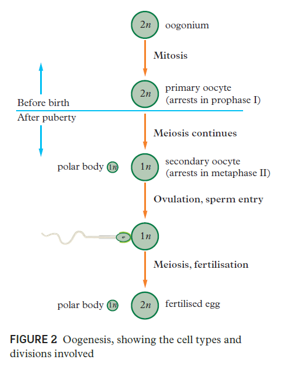 2n oogonium
Mitosis
2n primary oocyte
(arrests in prophase I)
Before birth
After puberty
Meiosis continues
polar body 1n 1n secondary oocyte
(arrests in metaphase II)
Ovulation, sperm entry
1n
Meiosis, fertilisation
polar body 1n 2n fertilised egg
FIGURE 2 Oogenesis, showing the cell types and
divisions involved